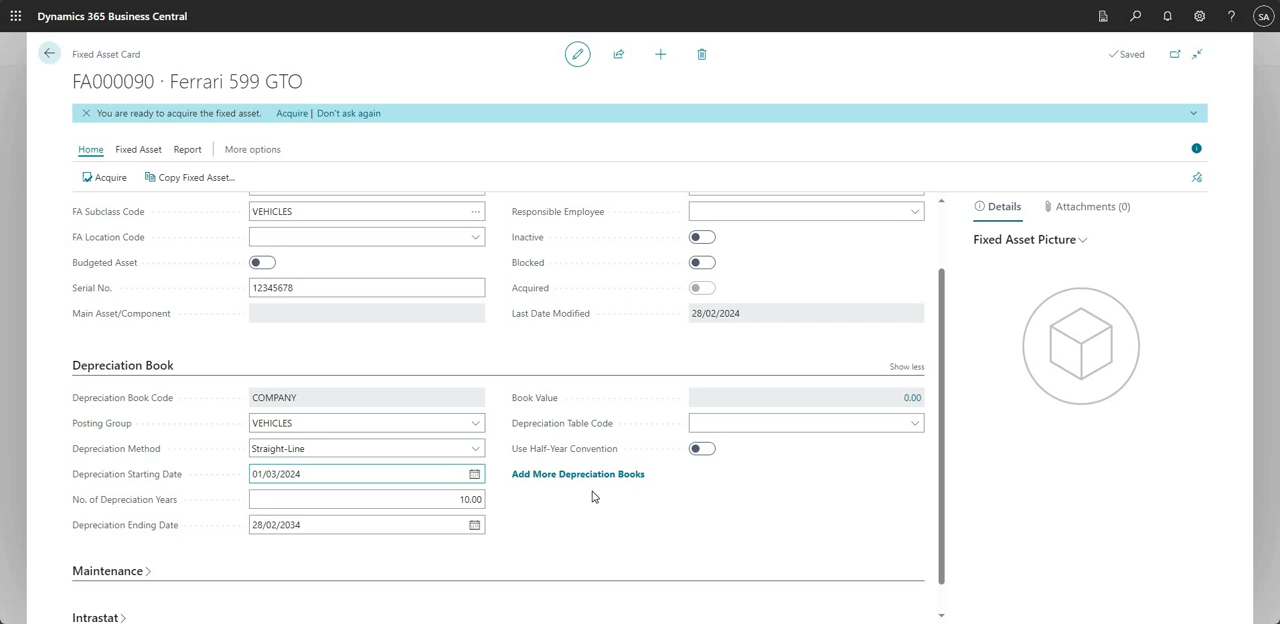 Dynamics 365 Business Central
SA
Fixed Asset Card
Saved
FA000090 · Ferrari 599 GTO
You are ready to acquire the fixed asset. Acquire | Don't ask again
Home Fixed Asset Report More options
Acquire Copy Fixed Asset...
FA Subclass Code VEHICLES Responsible Employee
Details Attachments (0)
FA Location Code Inactive
Fixed Asset Picture
Budgeted Asset Blocked
Serial No. 12345678 Acquired
Main Asset/Component Last Date Modified 28/02/2024
Depreciation Book Show less
Depreciation Book Code COMPANY Book Value 0.00
Posting Group VEHICLES Depreciation Table Code
Depreciation Method Straight-Line Use Half-Year Convention
Depreciation Starting Date 01/03/2024 Add More Depreciation Books
No. of Depreciation Years 10.00
Depreciation Ending Date 28/02/2034
Maintenance
Intrastat